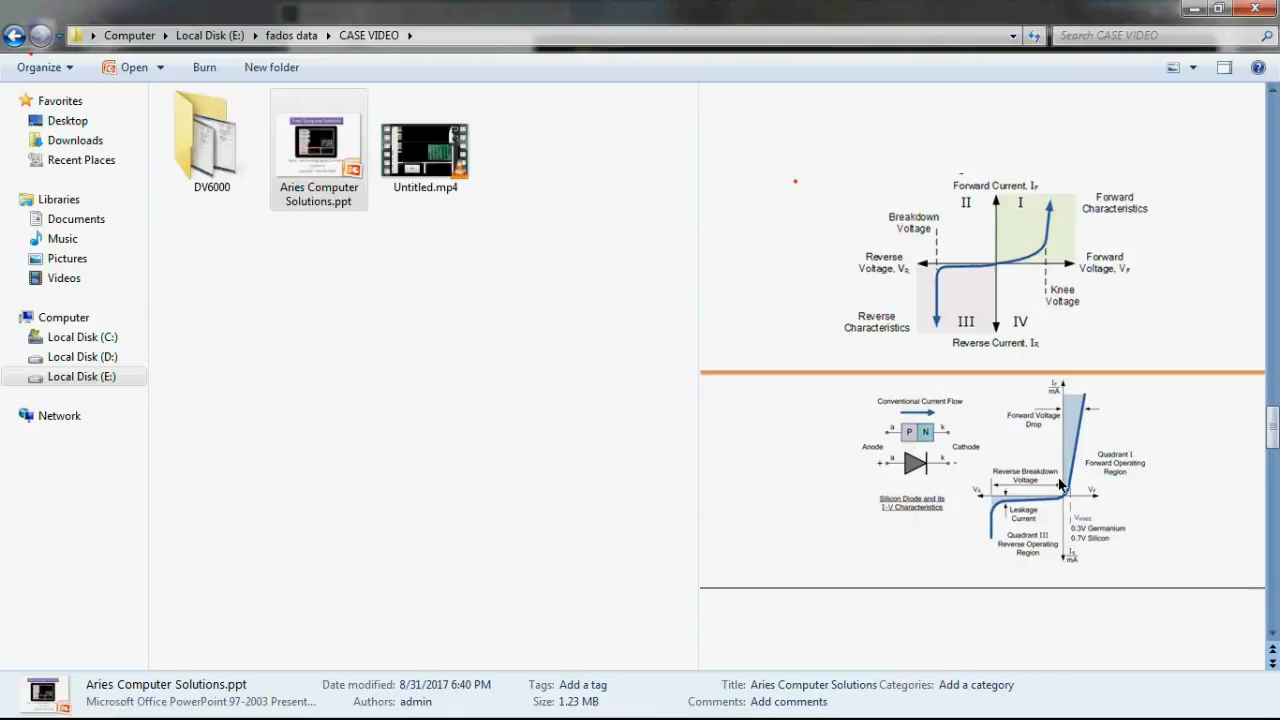 Computer
Local Disk (E:)
fados data
CASE VIDEO
Search CASE VIDEO
Organize
Open
Burn
New folder
Favorites
Desktop
Downloads
Recent Places
Libraries
Documents
Music
Pictures
Videos
Computer
Local Disk (C:)
Local Disk (D:)
Local Disk (E:)
Network
DV6000
Aries Computer
Solutions.ppt
Untitled.mp4
Forward Current, IF
II
I
Forward
Characteristics
Breakdown
Voltage
Reverse
Voltage, VR
Forward
Voltage, VF
Knee
Voltage
Reverse
Characteristics
III
IV
Reverse Current, IR
Conventional Current Flow
a
P N
k
Anode
Cathode
+ a
k -
Silicon Diode and its
I-V Characteristics
IF
mA
Forward Voltage
Drop
Quadrant I
Forward Operating
Region
Reverse Breakdown
Voltage
VR
VF
Leakage
Current
VKNEE
0.3V Germanium
0.7V Silicon
Quadrant III
Reverse Operating
Region
IR
mA
Aries Computer Solutions.ppt
Date modified: 8/31/2017 6:40 PM
Tags: Add a tag
Title: Aries Computer Solutions
Categories: Add a category
Microsoft Office PowerPoint 97-2003 Present...
Authors: admin
Size: 1.23 MB
Comments: Add comments